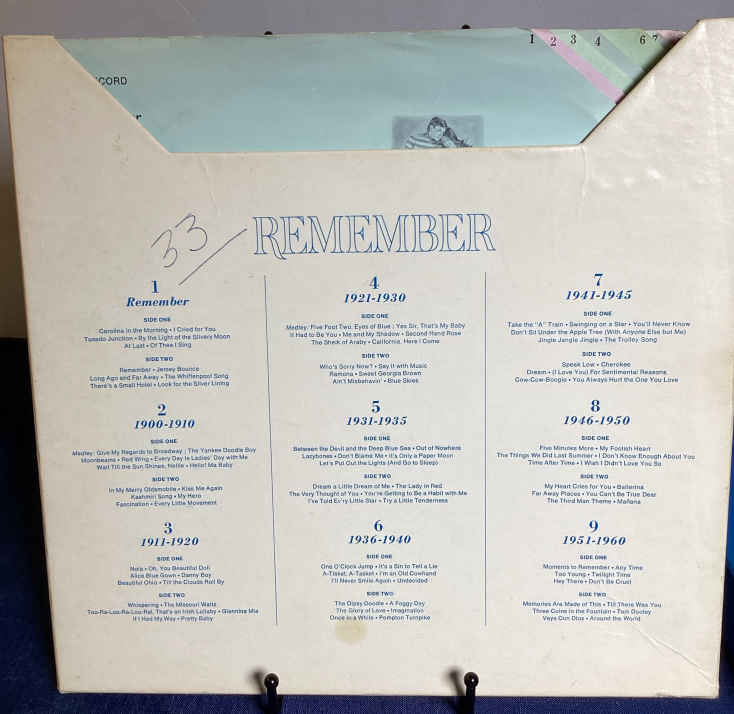 1 2 3 4 6 7
CORD
33
REMEMBER
1
Remember
SIDE ONE
Carolina in the Morning • I Cried for You
Tuxedo Junction • By the Light of the Silvery Moon
At Last • Of Thee I Sing
SIDE TWO
Remember • Jersey Bounce
Long Ago and Far Away • The Whiffenpoof Song
There's a Small Hotel • Look for the Silver Lining
2
1900-1910
SIDE ONE
Medley: Give My Regards to Broadway ; The Yankee Doodle Boy
Moonbeams • Red Wing • Every Day is Ladies' Day with Me
Wait Till the Sun Shines, Nellie • Hello! Ma Baby
SIDE TWO
In My Merry Oldsmobile • Kiss Me Again
Kashmiri Song • My Hero
Fascination • Every Little Movement
3
1911-1920
SIDE ONE
Nola • Oh, You Beautiful Doll
Alice Blue Gown • Danny Boy
Beautiful Ohio • Till the Clouds Roll By
SIDE TWO
Whispering • The Missouri Waltz
Too-Ra-Loo-Ra-Loo-Ral, That's an Irish Lullaby • Giannina Mia
If I Had My Way • Pretty Baby
4
1921-1930
SIDE ONE
Medley: Five Foot Two, Eyes of Blue ; Yes Sir, That's My Baby
It Had to Be You • Me and My Shadow • Second Hand Rose
The Sheik of Araby • California, Here I Come
SIDE TWO
Who's Sorry Now? • Say It with Music
Ramona • Sweet Georgia Brown
Ain't Misbehavin' • Blue Skies
5
1931-1935
SIDE ONE
Between the Devil and the Deep Blue Sea • Out of Nowhere
Lazybones • Don't Blame Me • It's Only a Paper Moon
Let's Put Out the Lights (And Go to Sleep)
SIDE TWO
Dream a Little Dream of Me • The Lady in Red
The Very Thought of You • You're Getting to Be a Habit with Me
I've Told Ev'ry Little Star • Try a Little Tenderness
6
1936-1940
SIDE ONE
One O'Clock Jump • It's a Sin to Tell a Lie
A-Tisket, A-Tasket • I'm an Old Cowhand
I'll Never Smile Again • Undecided
SIDE TWO
The Dipsy Doodle • A Foggy Day
The Glory of Love • Imagination
Once in a While • Pompton Turnpike
7
1941-1945
SIDE ONE
Take the "A" Train • Swinging on a Star • You'll Never Know
Don't Sit Under the Apple Tree (With Anyone Else but Me)
Jingle Jangle Jingle • The Trolley Song
SIDE TWO
Speak Low • Cherokee
Dream • (I Love You) For Sentimental Reasons
Cow-Cow-Boogie • You Always Hurt the One You Love
8
1946-1950
SIDE ONE
Five Minutes More • My Foolish Heart
The Things We Did Last Summer • I Don't Know Enough About You
Time After Time • I Wish I Didn't Love You So
SIDE TWO
My Heart Cries for You • Ballerina
Far Away Places • You Can't Be True Dear
The Third Man Theme • Mañana
9
1951-1960
SIDE ONE
Moments to Remember • Any Time
Too Young • Twilight Time
Hey There • Don't Be Cruel
SIDE TWO
Memories Are Made of This • Till There Was You
Three Coins in the Fountain • Tom Dooley
Vaya Con Dios • Around the World